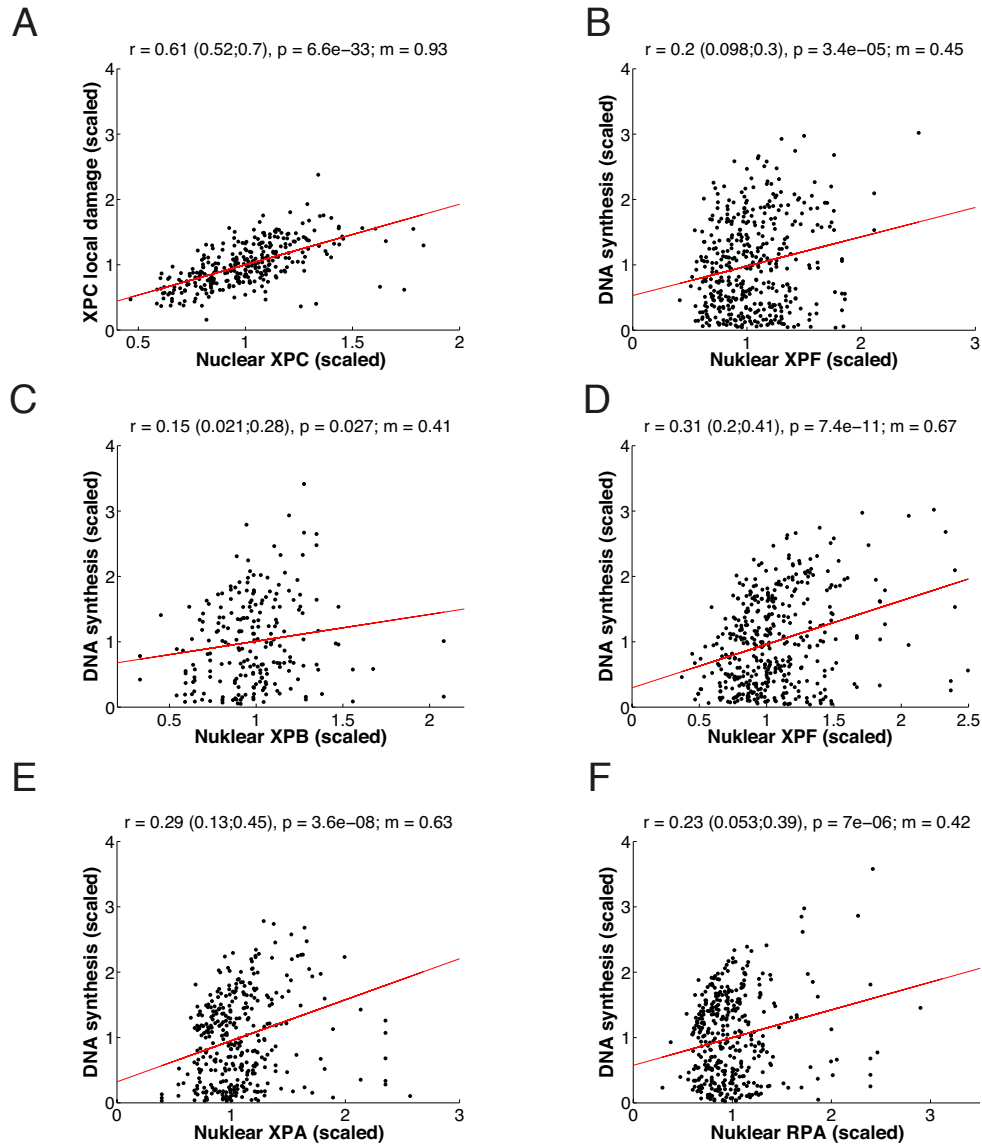 A
r = 0.61 (0.52;0.7), p = 6.6e−33; m = 0.93
XPC local damage (scaled)
4
3
2
1
0
0.5
1
1.5
2
Nuclear XPC (scaled)
B
r = 0.2 (0.098;0.3), p = 3.4e−05; m = 0.45
DNA synthesis (scaled)
4
3
2
1
0
0
1
2
3
Nuklear XPF (scaled)
C
r = 0.15 (0.021;0.28), p = 0.027; m = 0.41
DNA synthesis (scaled)
4
3
2
1
0
0.5
1
1.5
2
Nuklear XPB (scaled)
D
r = 0.31 (0.2;0.41), p = 7.4e−11; m = 0.67
DNA synthesis (scaled)
4
3
2
1
0
0
0.5
1
1.5
2
2.5
Nuklear XPF (scaled)
E
r = 0.29 (0.13;0.45), p = 3.6e−08; m = 0.63
DNA synthesis (scaled)
4
3
2
1
0
0
1
2
3
Nuklear XPA (scaled)
F
r = 0.23 (0.053;0.39), p = 7e−06; m = 0.42
DNA synthesis (scaled)
4
3
2
1
0
0
1
2
3
Nuklear RPA (scaled)